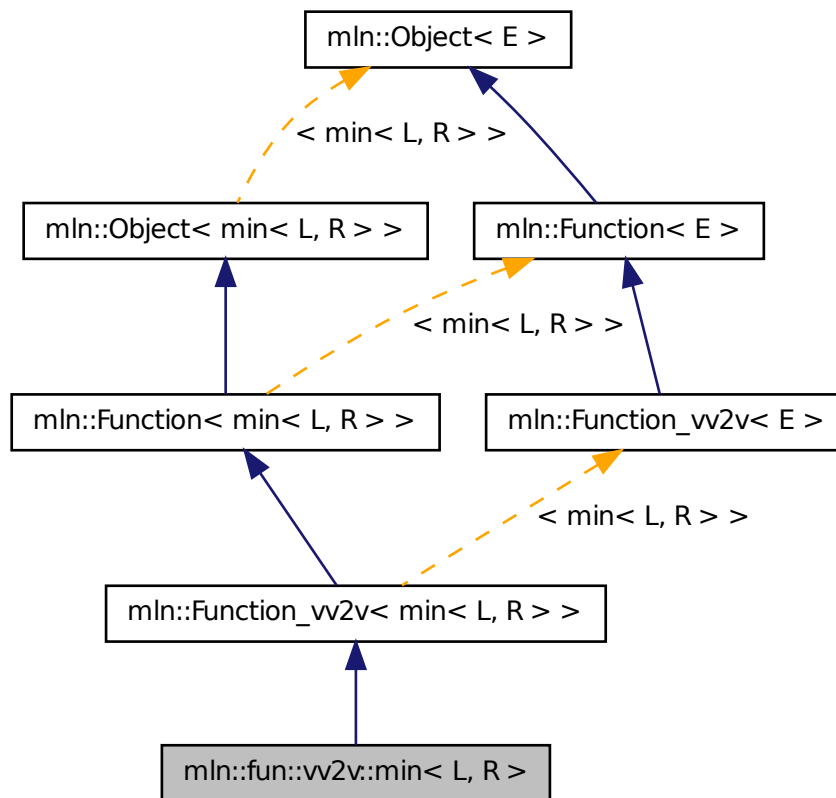 mln::Object< E >
< min< L, R > >
mln::Object< min< L, R > >
mln::Function< E >
< min< L, R > >
mln::Function< min< L, R > >
mln::Function_vv2v< E >
< min< L, R > >
mln::Function_vv2v< min< L, R > >
mln::fun::vv2v::min< L, R >